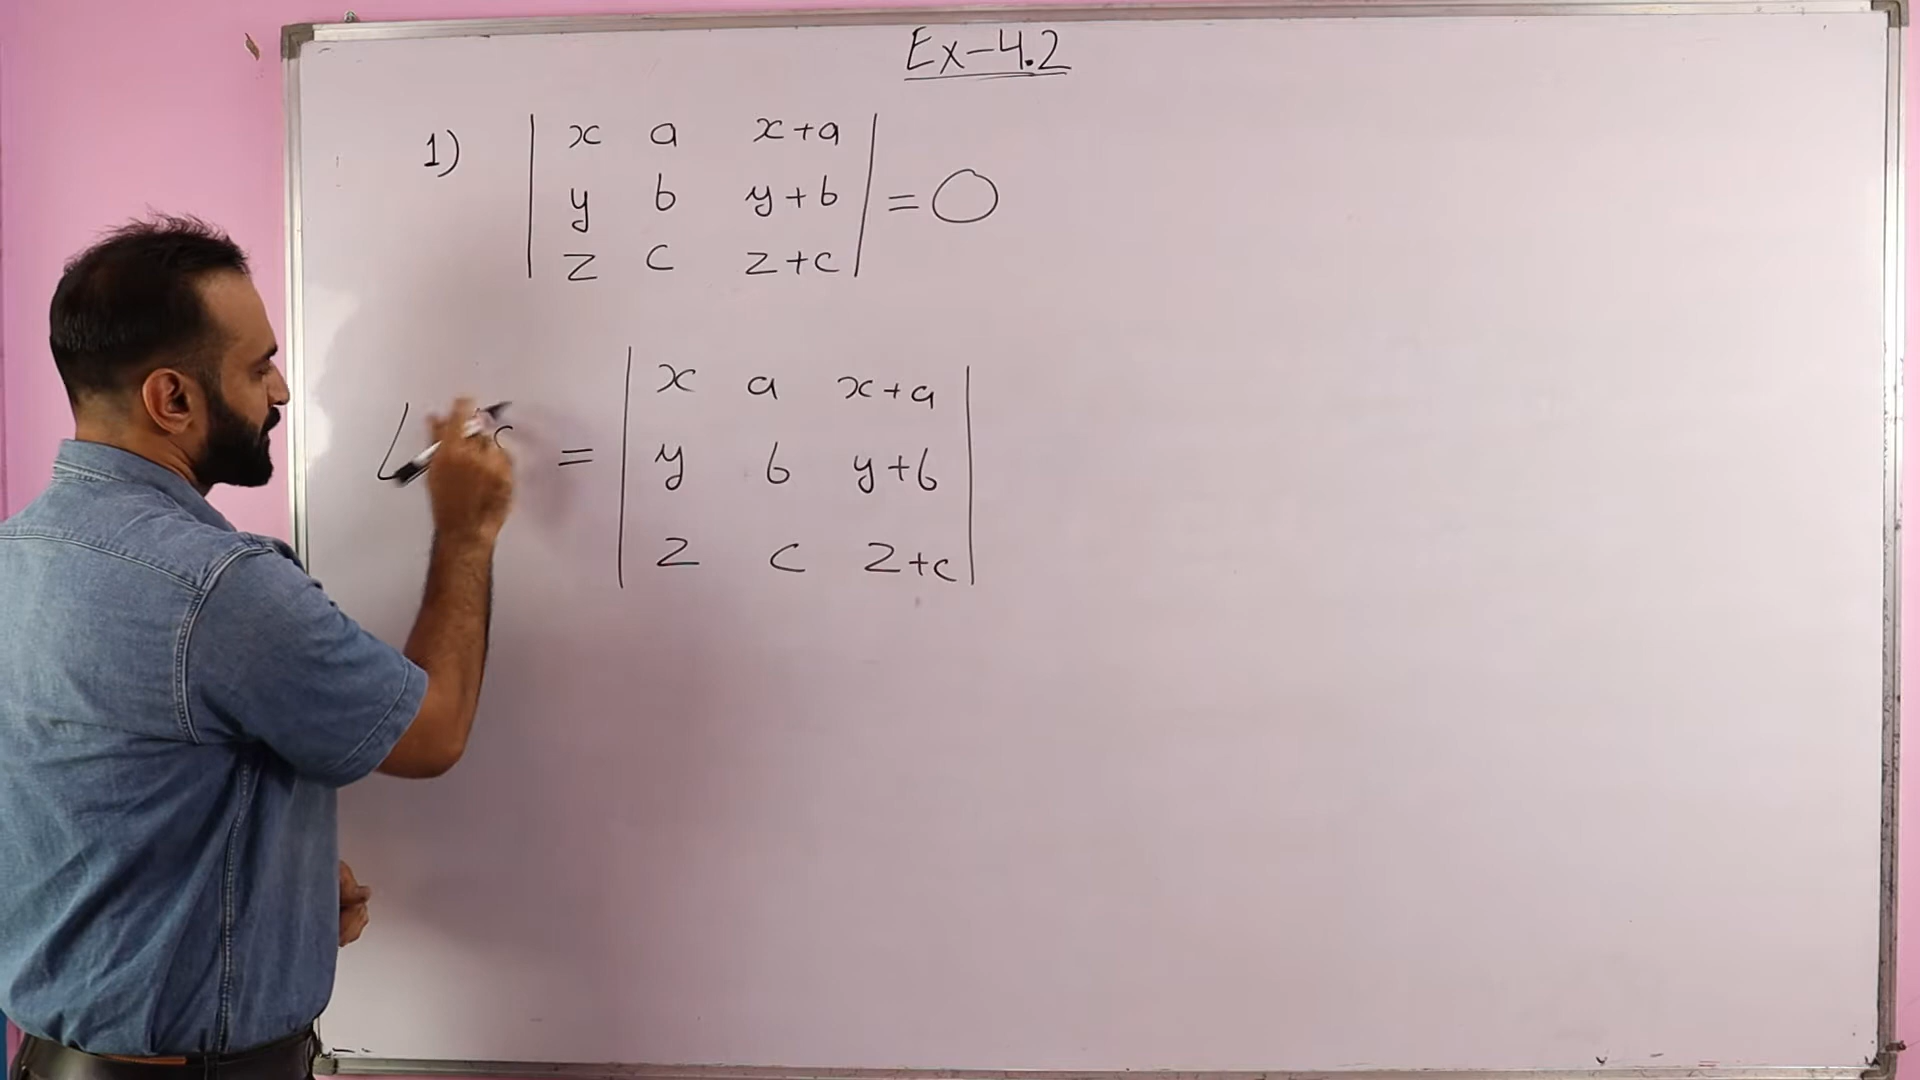 Ex-4.2
1) | x a x+a |
| y b y+b | = 0
| z c z+c |
| x a x+a |
= | y b y+b |
| z c z+c |